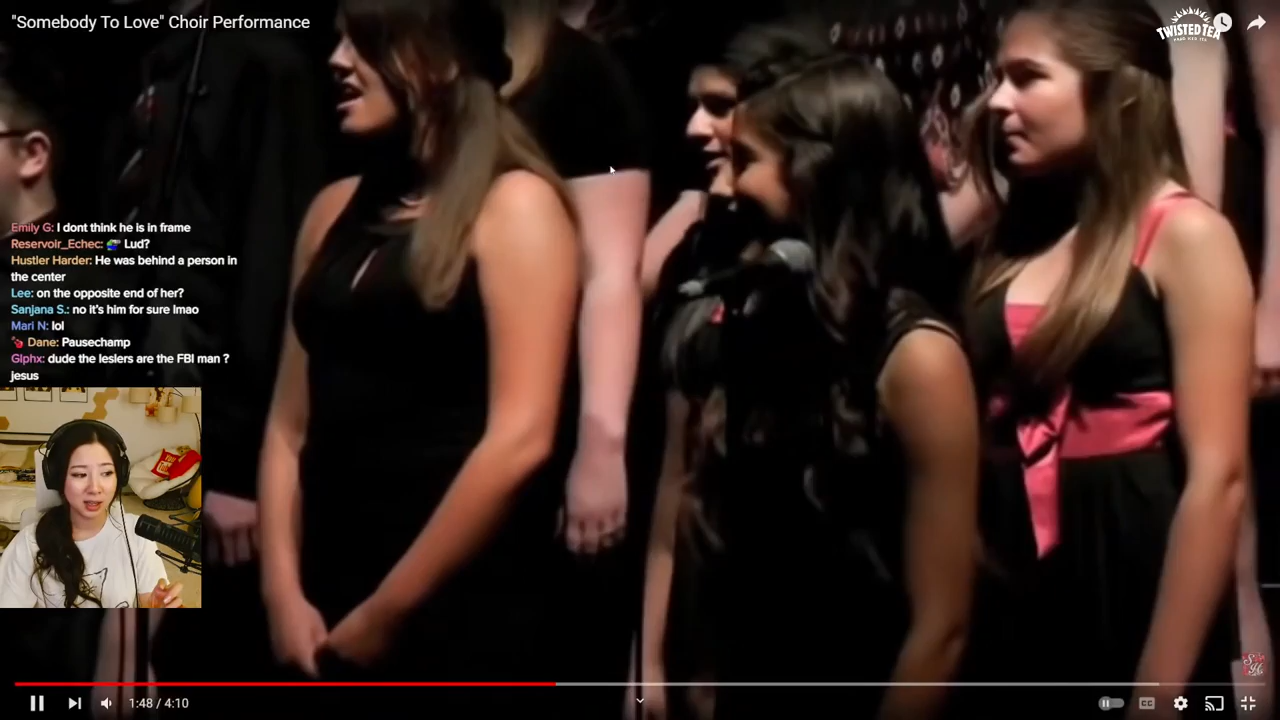 "Somebody To Love" Choir Performance
TWISTED TEA
Emily G: I dont think he is in frame
Reservoir_Echec: Lud?
Hustler Harder: He was behind a person in
the center
Lee: on the opposite end of her?
Sanjana S.: no it's him for sure lmao
Mari N: lol
Dane: Pausechamp
Glphx: dude the leslers are the FBI man ?
jesus
1:48 / 4:10